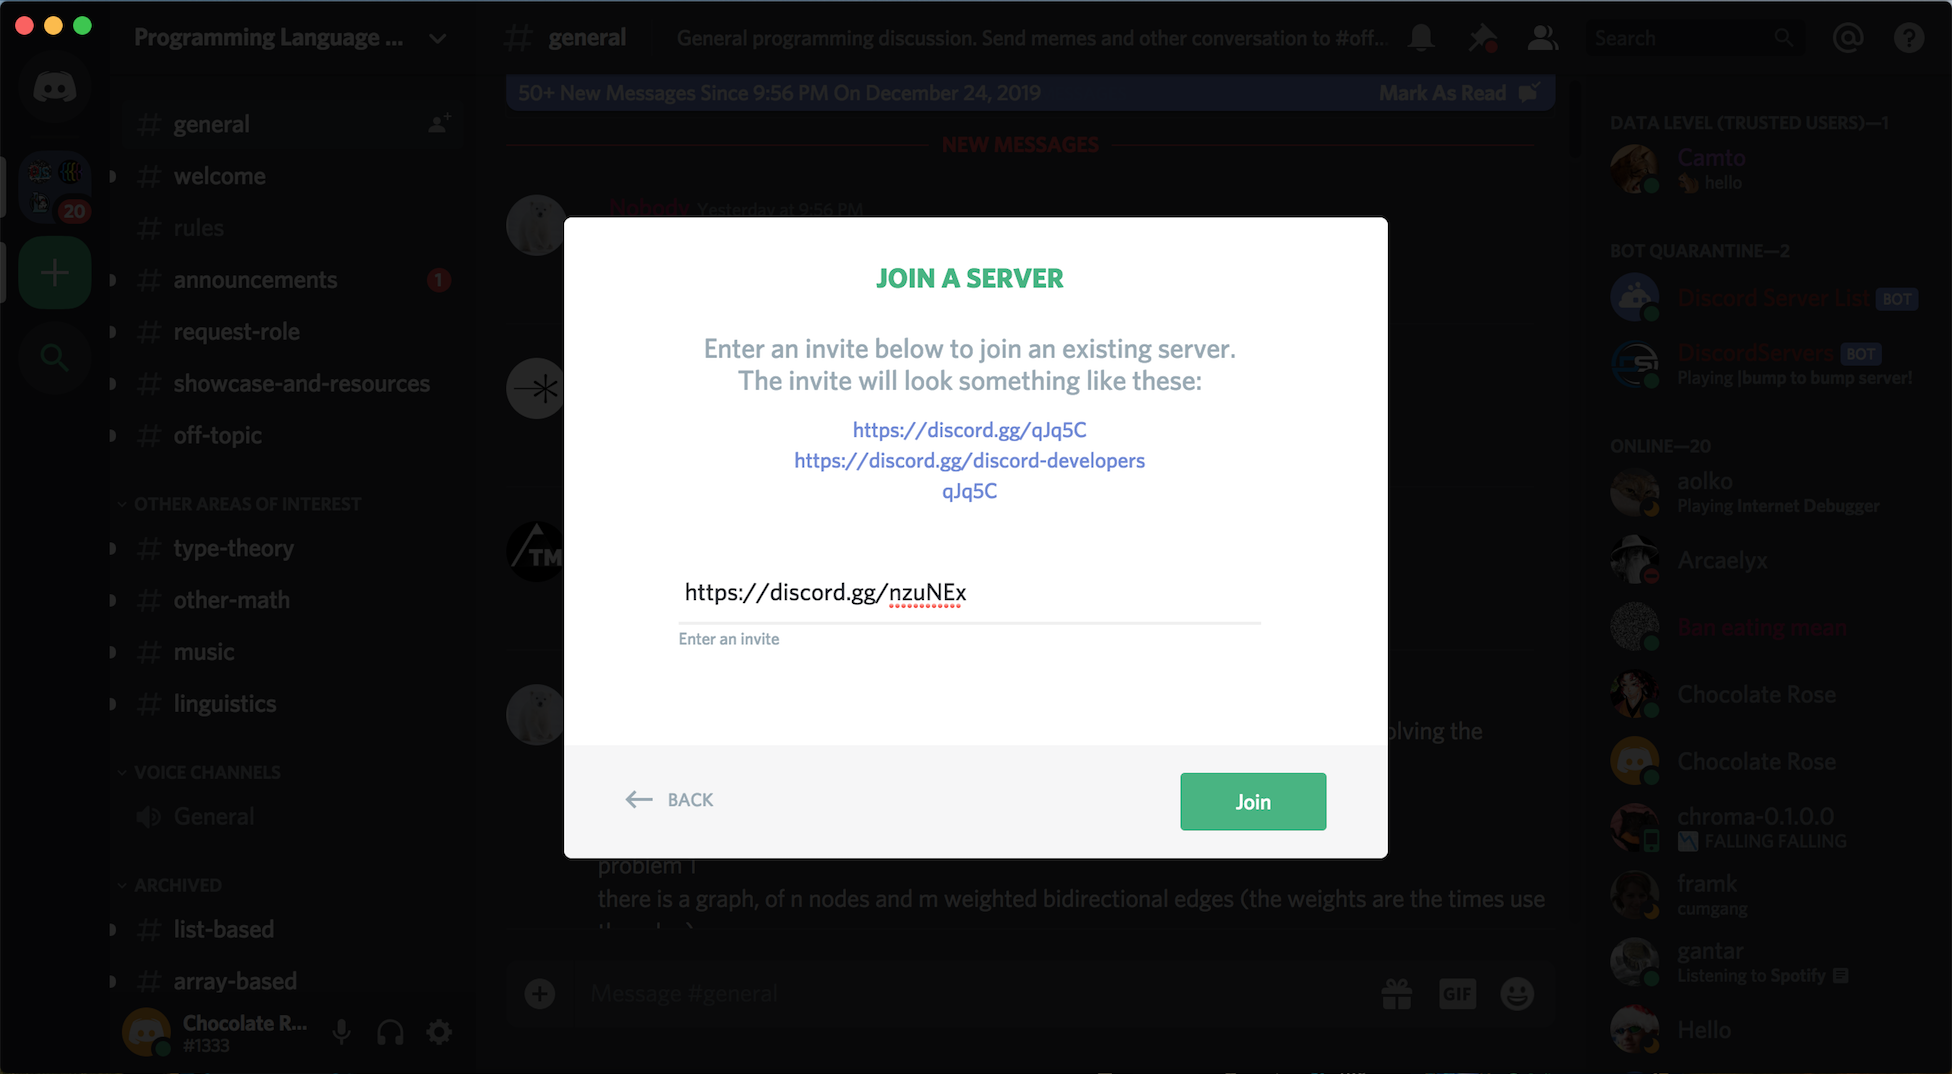 Programming Language ...
general
General programming discussion. Send memes and other conversation to #off...
Search
50+ New Messages Since 9:56 PM On December 24, 2019
Mark As Read
NEW MESSAGES
20
general
welcome
rules
announcements
1
request-role
showcase-and-resources
off-topic
OTHER AREAS OF INTEREST
type-theory
other-math
music
linguistics
VOICE CHANNELS
General
ARCHIVED
list-based
array-based
Chocolate R...
#1333
Nobody Yesterday at 9:56 PM
TM
JOIN A SERVER
Enter an invite below to join an existing server.
The invite will look something like these:
https://discord.gg/qJq5C
https://discord.gg/discord-developers
qJq5C
https://discord.gg/nzuNEx
Enter an invite
BACK
Join
olving the
problem 1
there is a graph, of n nodes and m weighted bidirectional edges (the weights are the times use
Message #general
GIF
DATA LEVEL (TRUSTED USERS)—1
Camto
hello
BOT QUARANTINE—2
Discord Server List BOT
DiscordServers BOT
Playing |bump to bump server!
ONLINE—20
aolko
Playing Internet Debugger
Arcaelyx
Ban eating mean
Chocolate Rose
Chocolate Rose
chroma-0.1.0.0
FALLING FALLING
framk
cumgang
gantar
Listening to Spotify
Hello